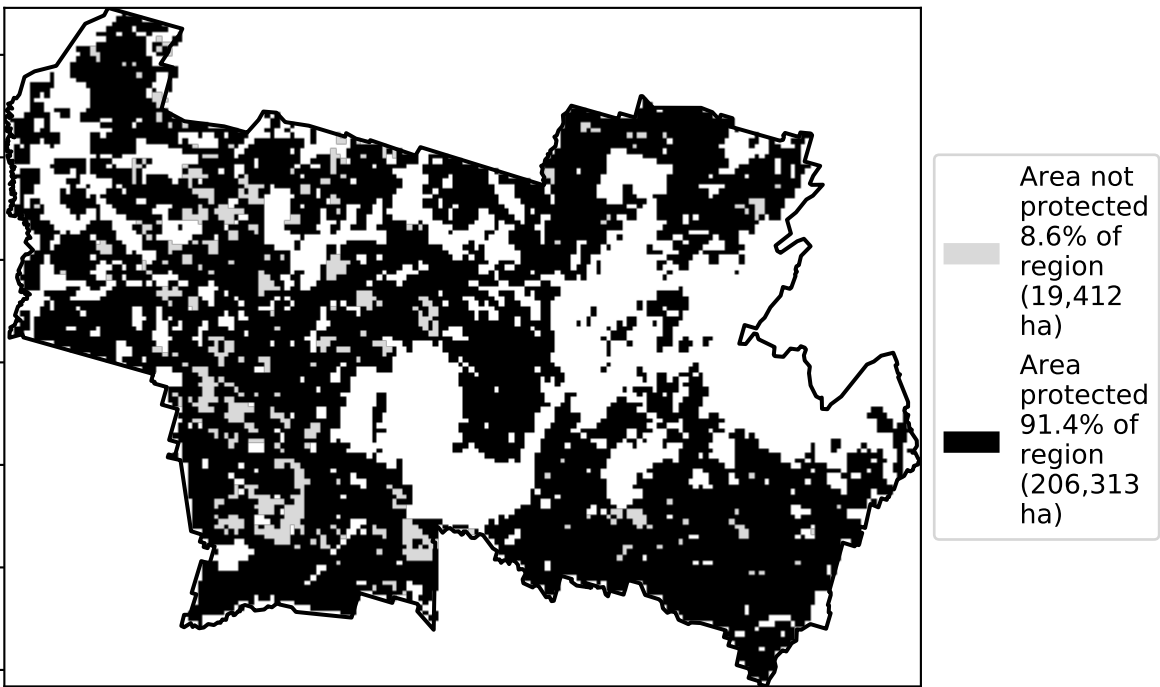 Area not
protected
8.6% of
region
(19,412
ha)
Area
protected
91.4% of
region
(206,313
ha)